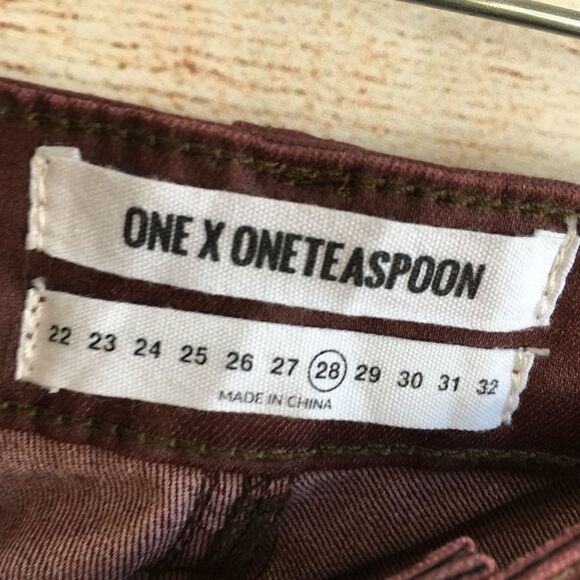 ONE X ONETEASPOON
22 23 24 25 26 27 28 29 30 31 32
MADE IN CHINA